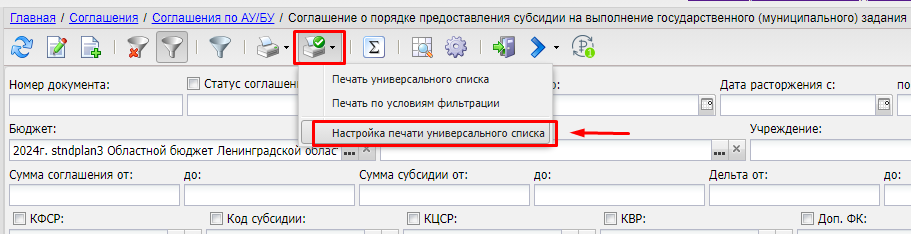 Главная / Соглашения / Соглашения по АУ/БУ / Соглашение о порядке предоставления субсидии на выполнение государственного (муниципального) задания
Печать универсального списка
Номер документа: Статус соглаше Дата расторжения с: по
Печать по условиям фильтрации
Настройка печати универсального списка
Бюджет: Учреждение:
2024г. stndplan3 Областной бюджет Ленинградской облас
Сумма соглашения от: до: Сумма субсидии от: до: Дельта от: до:
КФСР: Код субсидии: КЦСР: КВР: Доп. ФК: